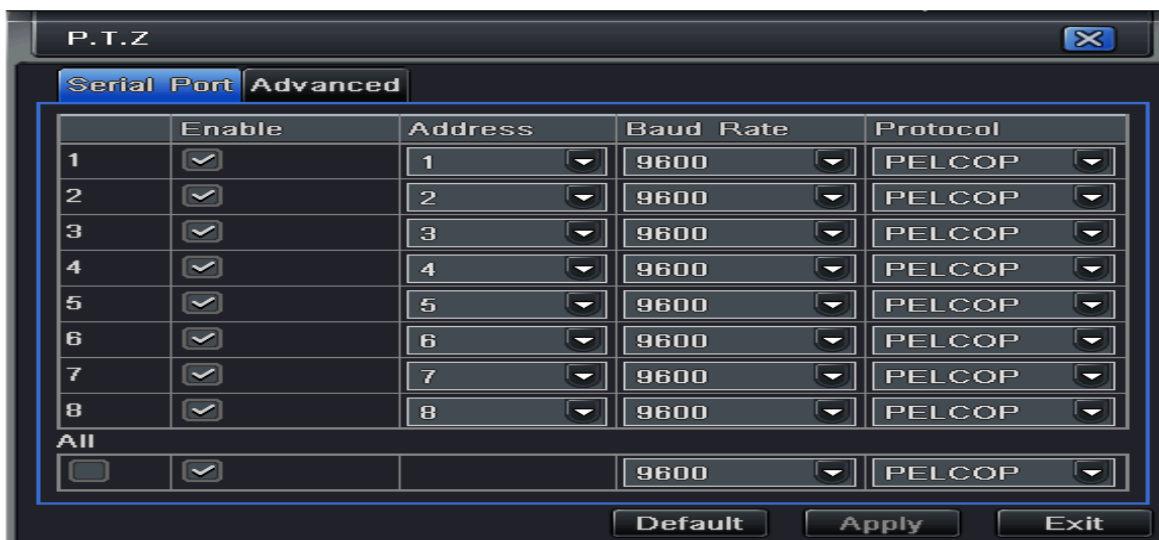 P.T.Z
Serial Port Advanced
Enable Address Baud Rate Protocol
1 1 9600 PELCOP
2 2 9600 PELCOP
3 3 9600 PELCOP
4 4 9600 PELCOP
5 5 9600 PELCOP
6 6 9600 PELCOP
7 7 9600 PELCOP
8 8 9600 PELCOP
All
9600 PELCOP
Default Apply Exit